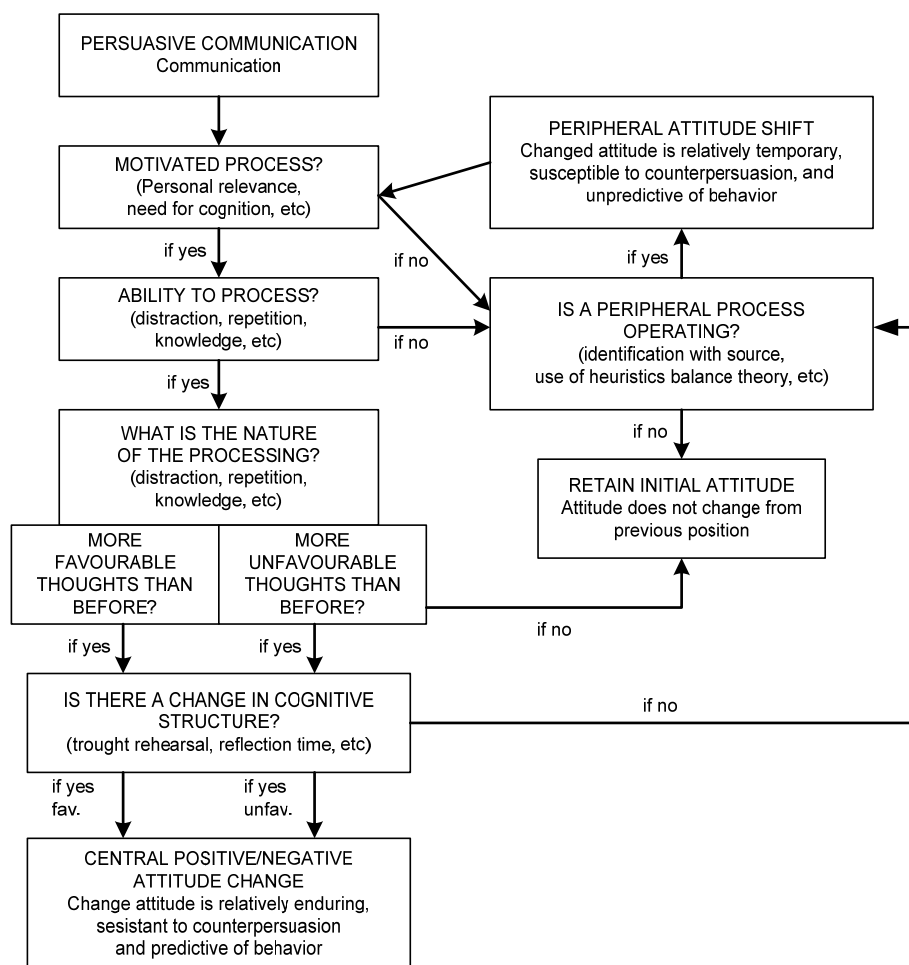 PERSUASIVE COMMUNICATION
Communication
MOTIVATED PROCESS?
(Personal relevance,
need for cognition, etc)
PERIPHERAL ATTITUDE SHIFT
Changed attitude is relatively temporary,
susceptible to counterpersuasion, and
unpredictive of behavior
if yes
if no
if yes
ABILITY TO PROCESS?
(distraction, repetition,
knowledge, etc)
if no
IS A PERIPHERAL PROCESS
OPERATING?
(identification with source,
use of heuristics balance theory, etc)
if yes
if no
WHAT IS THE NATURE
OF THE PROCESSING?
(distraction, repetition,
knowledge, etc)
RETAIN INITIAL ATTITUDE
Attitude does not change from
previous position
MORE
FAVOURABLE
THOUGHTS THAN
BEFORE?
MORE
UNFAVOURABLE
THOUGHTS THAN
BEFORE?
if no
if yes
if yes
IS THERE A CHANGE IN COGNITIVE
STRUCTURE?
(trought rehearsal, reflection time, etc)
if no
if yes
fav.
if yes
unfav.
CENTRAL POSITIVE/NEGATIVE
ATTITUDE CHANGE
Change attitude is relatively enduring,
sesistant to counterpersuasion
and predictive of behavior